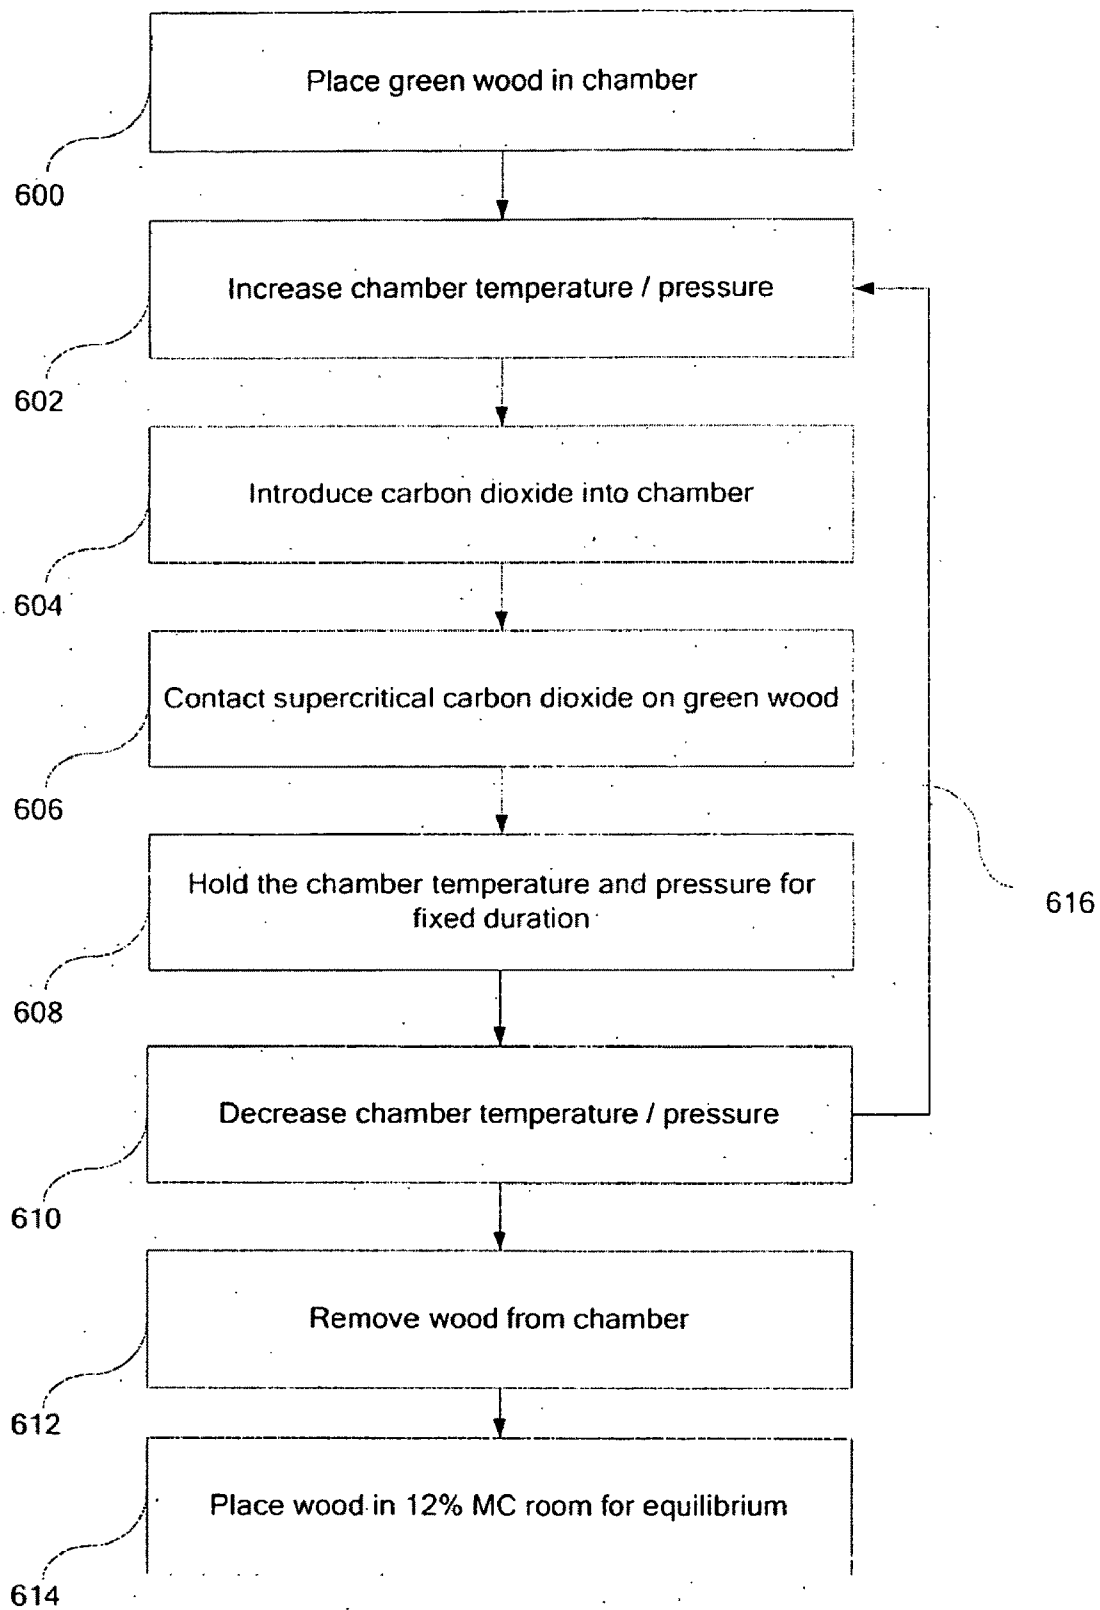 Place green wood in chamber
600
Increase chamber temperature / pressure
602
Introduce carbon dioxide into chamber
604
Contact supercritical carbon dioxide on green wood
606
Hold the chamber temperature and pressure for
fixed duration
616
608
Decrease chamber temperature / pressure
610
Remove wood from chamber
612
Place wood in 12% MC room for equilibrium
614